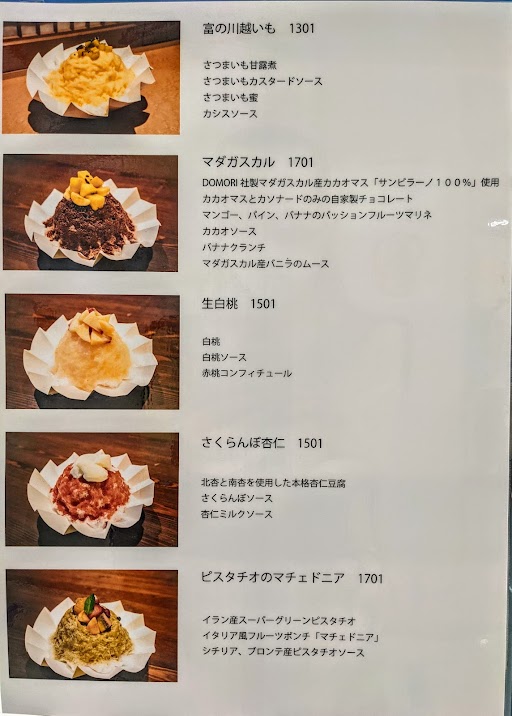 富の川越いも 1301
さつまいも甘露煮
さつまいもカスタードソース
さつまいも蜜
カシスソース
マダガスカル 1701
DOMORI 社製マダガスカル産カカオマス「サンビラーノ１００％」使用
カカオマスとカソナードのみの自家製チョコレート
マンゴー、パイン、バナナのパッションフルーツマリネ
カカオソース
バナナクランチ
マダガスカル産バニラのムース
生白桃 1501
白桃
白桃ソース
赤桃コンフィチュール
さくらんぼ杏仁 1501
北杏と南杏を使用した本格杏仁豆腐
さくらんぼソース
杏仁ミルクソース
ピスタチオのマチェドニア 1701
イラン産スーパーグリーンピスタチオ
イタリア風フルーツポンチ「マチェドニア」
シチリア、ブロンテ産ピスタチオソース